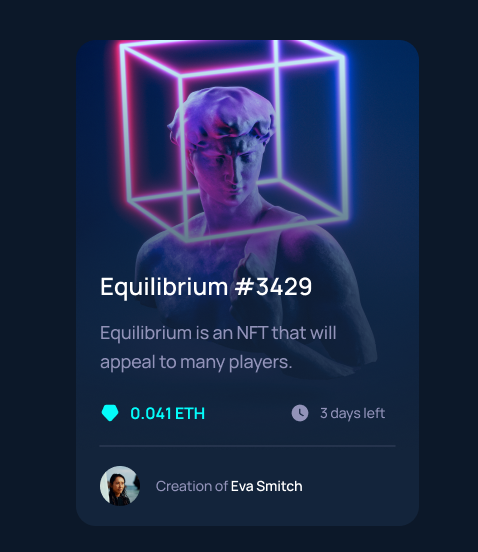 Equilibrium #3429
Equilibrium is an NFT that will
appeal to many players.
0.041 ETH
3 days left
Creation of Eva Smitch